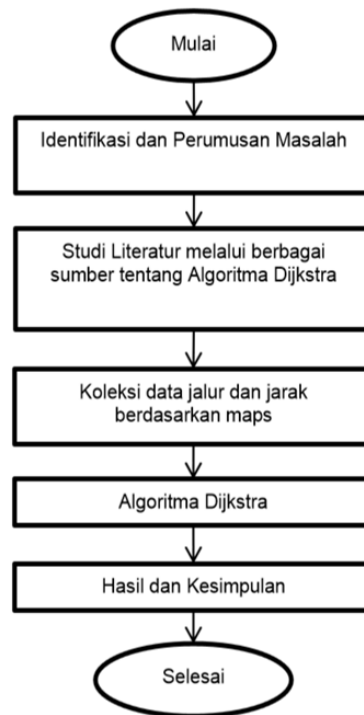 Mulai
Identifikasi dan Perumusan Masalah
Studi Literatur melalui berbagai
sumber tentang Algoritma Dijkstra
Koleksi data jalur dan jarak
berdasarkan maps
Algoritma Dijkstra
Hasil dan Kesimpulan
Selesai